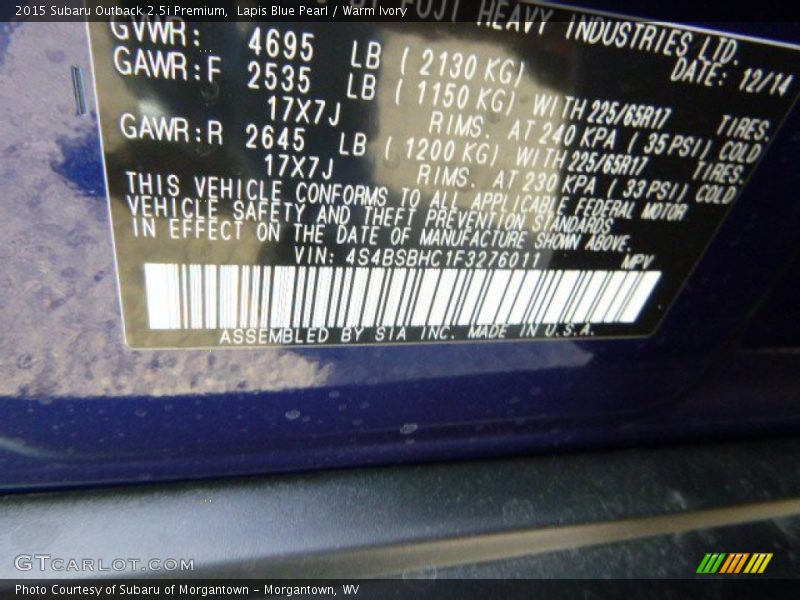 2015 Subaru Outback 2.5i Premium,  Lapis Blue Pearl / Warm Ivory
FUJI HEAVY INDUSTRIES LTD.
GVWR: 4695 LB ( 2130 KG) DATE: 12/14
GAWR:F 2535 LB ( 1150 KG) WITH 225/65R17 TIRES.
17X7J RIMS. AT 240 KPA ( 35 PSI) COLD
GAWR:R 2645 LB ( 1200 KG) WITH 225/65R17 TIRES.
17X7J RIMS. AT 230 KPA ( 33 PSI) COLD
THIS VEHICLE CONFORMS TO ALL APPLICABLE FEDERAL MOTOR
VEHICLE SAFETY AND THEFT PREVENTION STANDARDS
IN EFFECT ON THE DATE OF MANUFACTURE SHOWN ABOVE.
VIN: 4S4BSBHC1F3276011 MPV
ASSEMBLED BY SIA INC. MADE IN U.S.A.
GTCARLOT.COM
Photo Courtesy of Subaru of Morgantown – Morgantown, WV